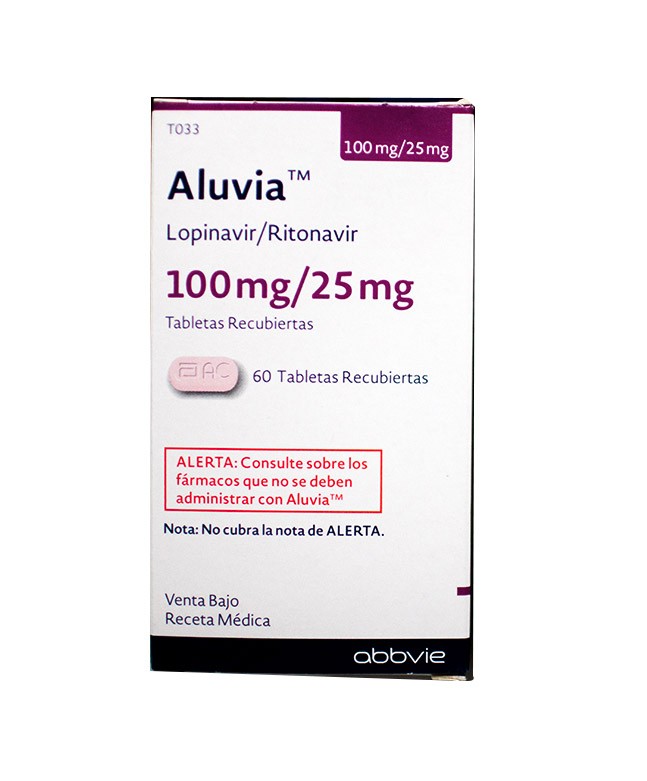 T033
100 mg/25 mg
Aluvia™
Lopinavir/Ritonavir
100 mg/25 mg
Tabletas Recubiertas
AC
60 Tabletas Recubiertas
ALERTA: Consulte sobre los
fármacos que no se deben
administrar con Aluvia™
Nota: No cubra la nota de ALERTA.
Venta Bajo
Receta Médica
abbvie